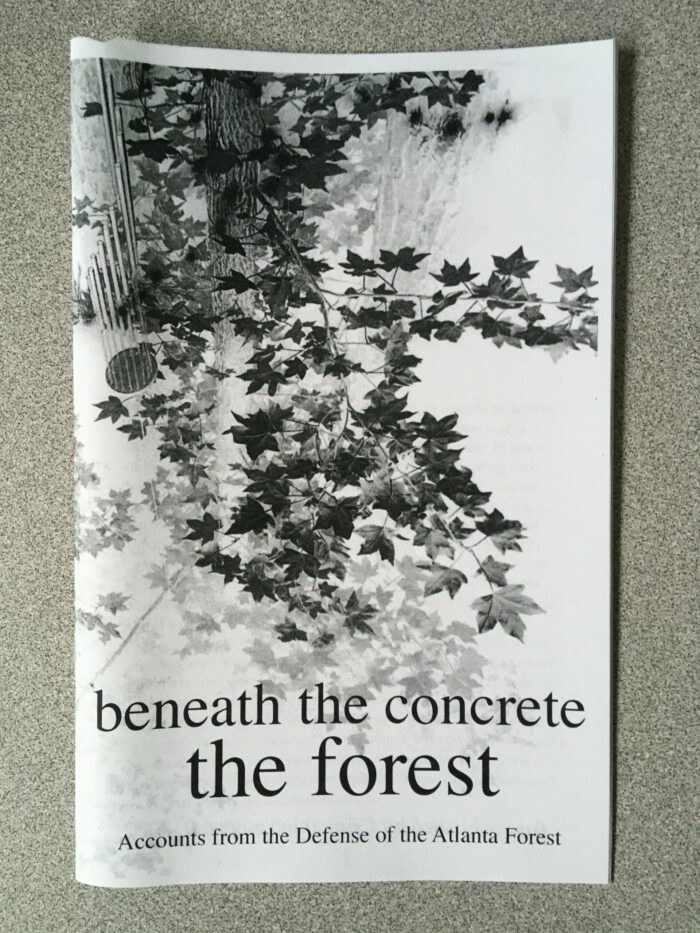 beneath the concrete
the forest
Accounts from the Defense of the Atlanta Forest